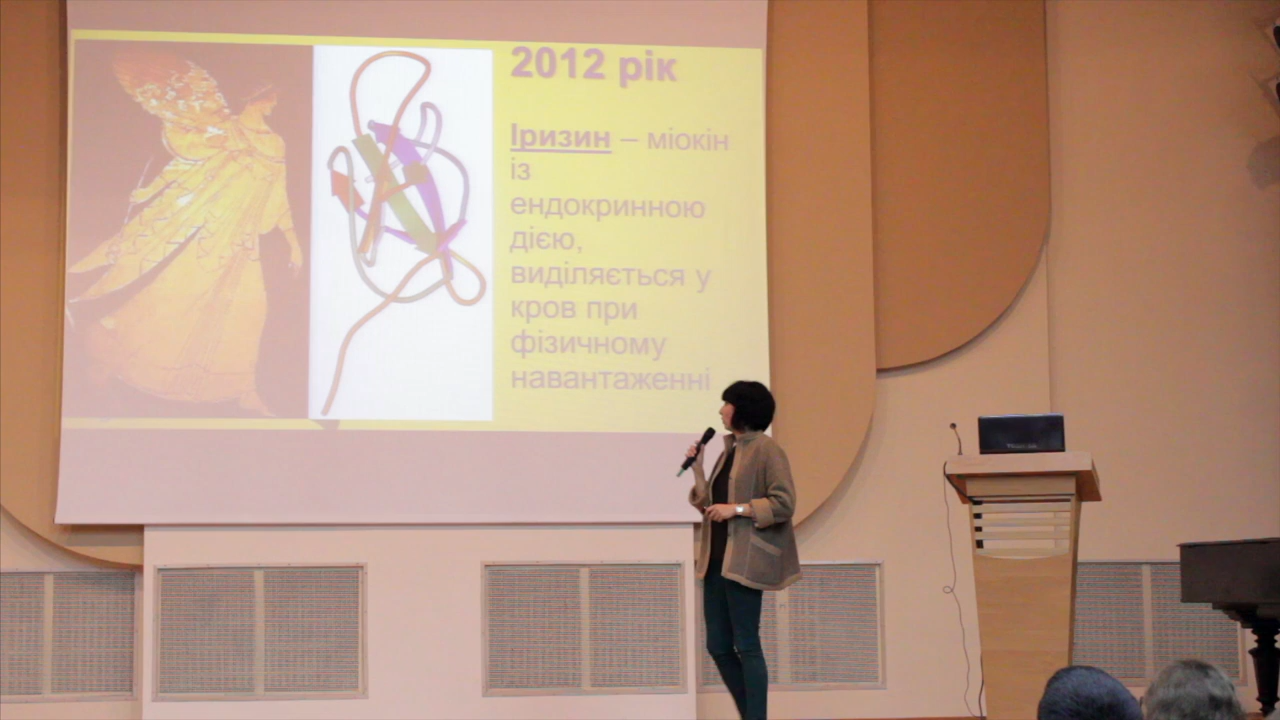 2012 рік
Іризин – міокін
із
ендокринною
дією,
виділяється у
кров при
фізичному
навантаженні